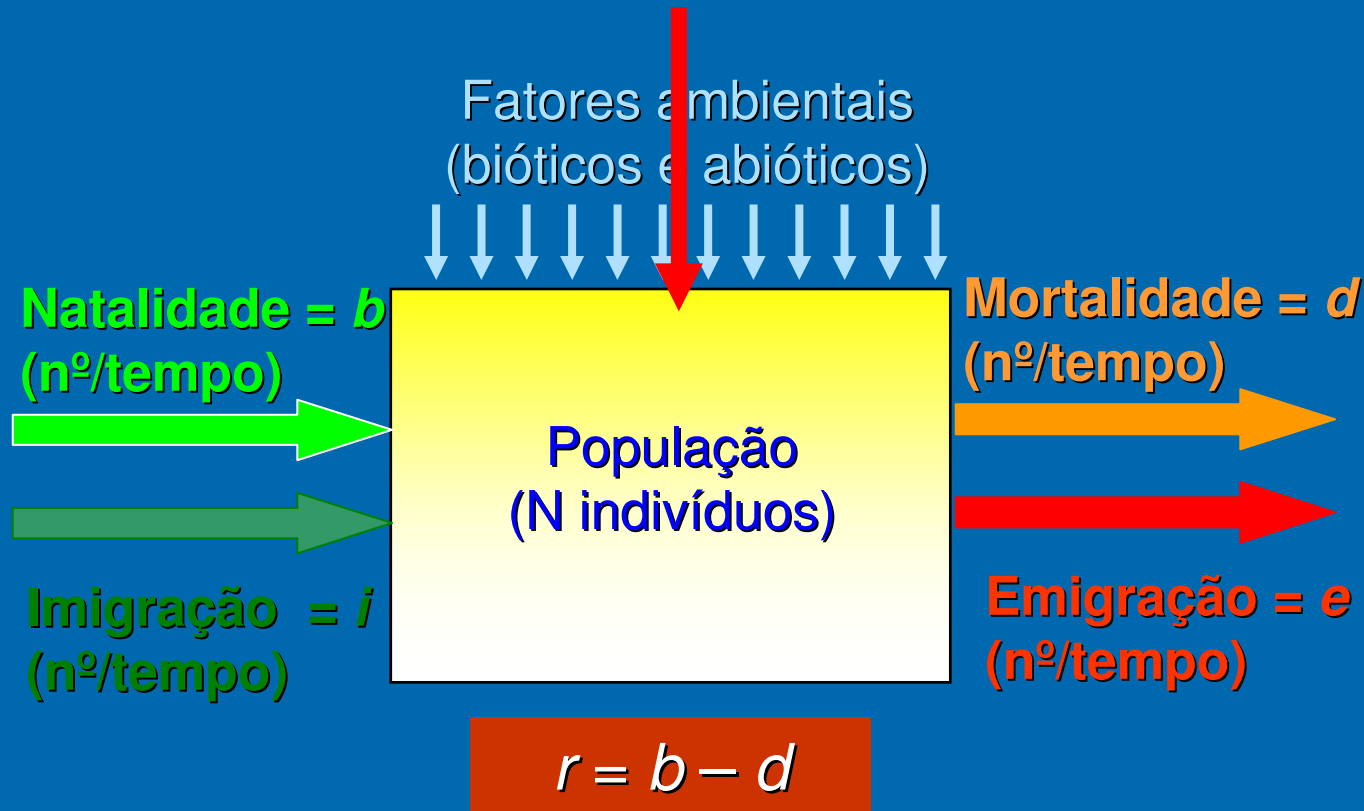 Fatores ambientais
(bióticos e abióticos)
Natalidade = b
(nº/tempo)
Mortalidade = d
(nº/tempo)
População
(N indivíduos)
Imigração = i
(nº/tempo)
Emigração = e
(nº/tempo)
r = b – d